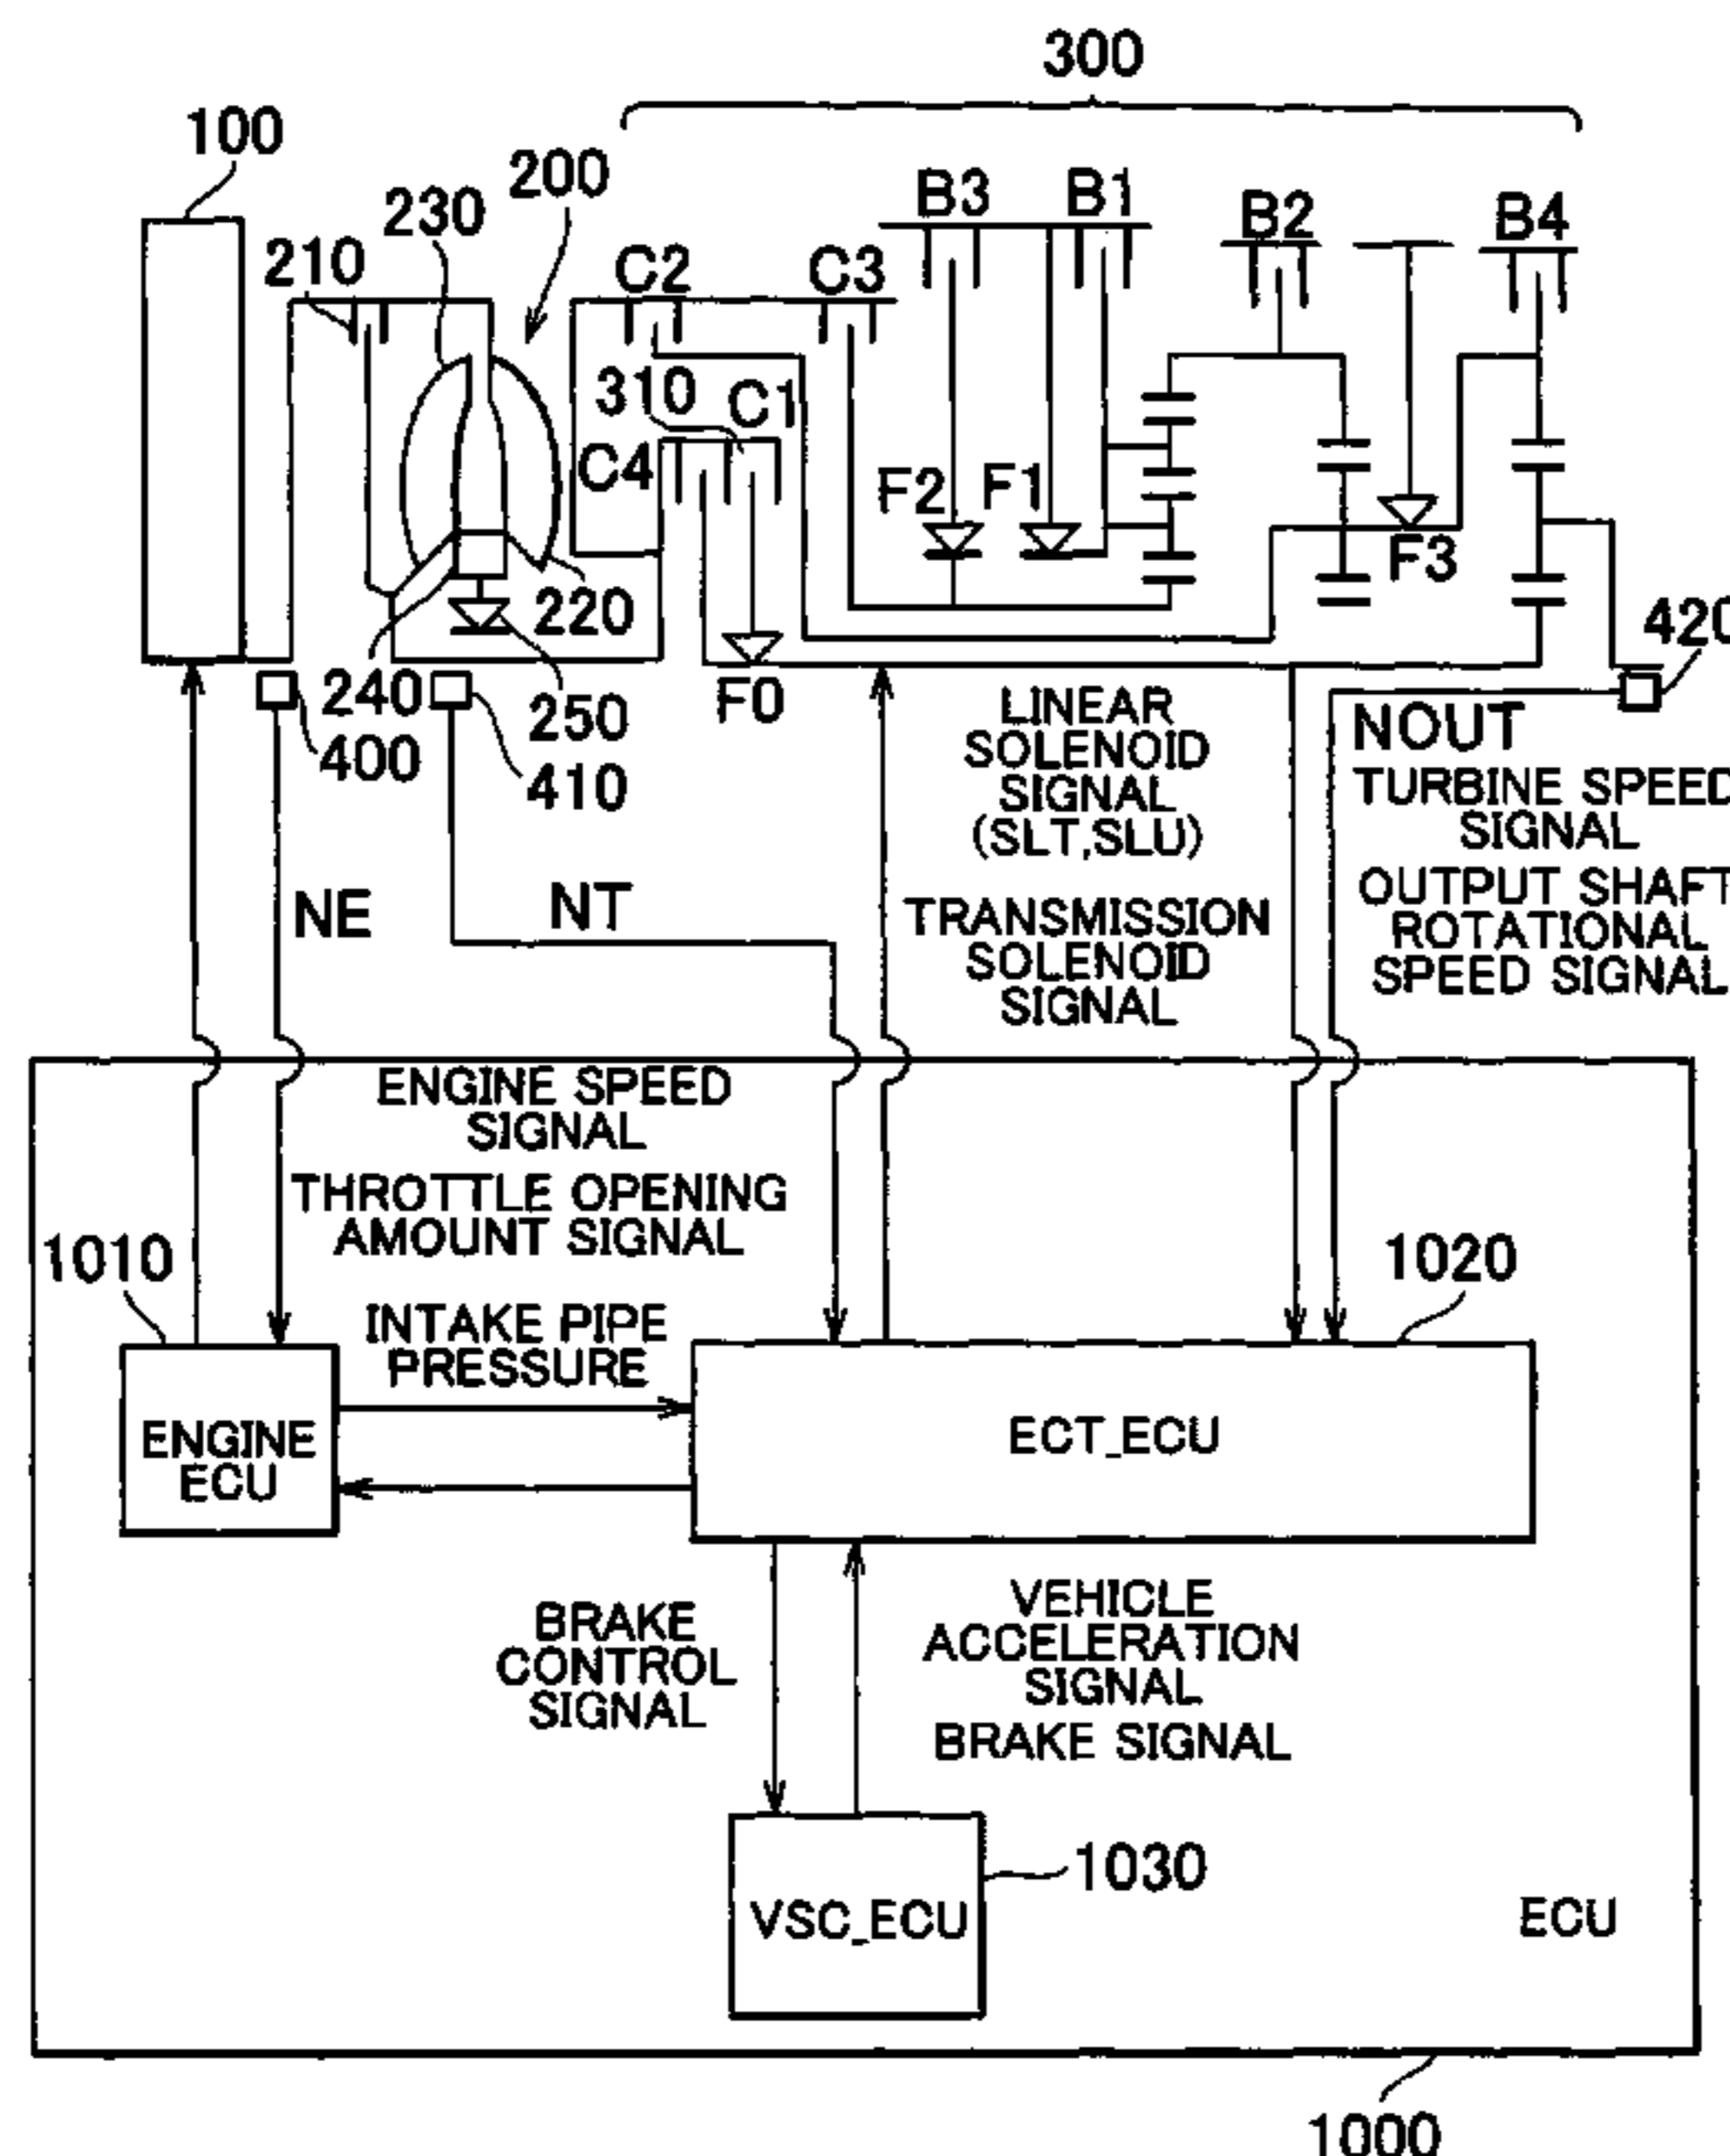 300
100
200
230
B3
B1
B2
B4
210
C2
C3
310
C1
C4
F2
F1
F3
220
420
240
250
F0
400
410
LINEAR
SOLENOID
SIGNAL
(SLT,SLU)
NOUT
TURBINE SPEED
SIGNAL
NE
NT
TRANSMISSION
SOLENOID
SIGNAL
OUTPUT SHAFT
ROTATIONAL
SPEED SIGNAL
ENGINE SPEED
SIGNAL
THROTTLE OPENING
AMOUNT SIGNAL
1010
1020
INTAKE PIPE
PRESSURE
ENGINE
ECU
ECT_ECU
BRAKE
CONTROL
SIGNAL
VEHICLE
ACCELERATION
SIGNAL
BRAKE SIGNAL
1030
VSC_ECU
ECU
1000